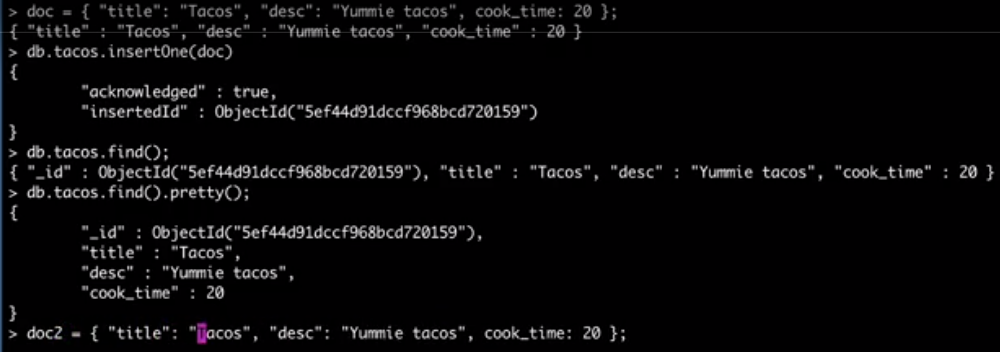 > doc = { "title": "Tacos", "desc": "Yummie tacos", cook_time: 20 };
{ "title" : "Tacos", "desc" : "Yummie tacos", "cook_time" : 20 }
> db.tacos.insertOne(doc)
{
        "acknowledged" : true,
        "insertedId" : ObjectId("5ef44d91dccf968bcd720159")
}
> db.tacos.find();
{ "_id" : ObjectId("5ef44d91dccf968bcd720159"), "title" : "Tacos", "desc" : "Yummie tacos", "cook_time" : 20 }
> db.tacos.find().pretty();
{
        "_id" : ObjectId("5ef44d91dccf968bcd720159"),
        "title" : "Tacos",
        "desc" : "Yummie tacos",
        "cook_time" : 20
}
> doc2 = { "title": "Tacos", "desc": "Yummie tacos", cook_time: 20 };